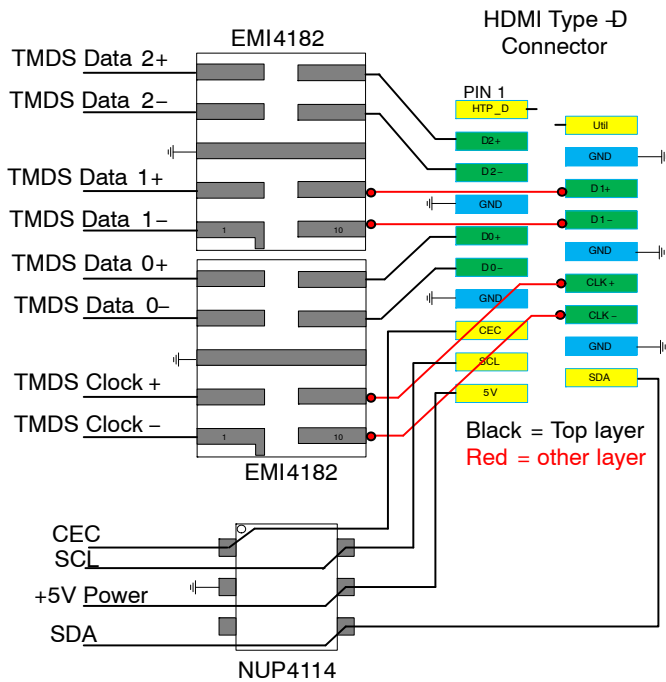 HDMI Type -D
Connector
EMI4182
TMDS Data 2+
TMDS Data 2−
TMDS Data 1+
TMDS Data 1−
1
10
TMDS Data 0+
TMDS Data 0−
TMDS Clock +
TMDS Clock −
1
10
EMI4182
PIN 1
HTP_D
D2+
D2−
GND
D0+
D0−
GND
CEC
SCL
5V
Util
GND
D1+
D1−
GND
CLK +
CLK −
GND
SDA
Black = Top layer
Red = other layer
CEC
SCL
+5V Power
SDA
NUP4114